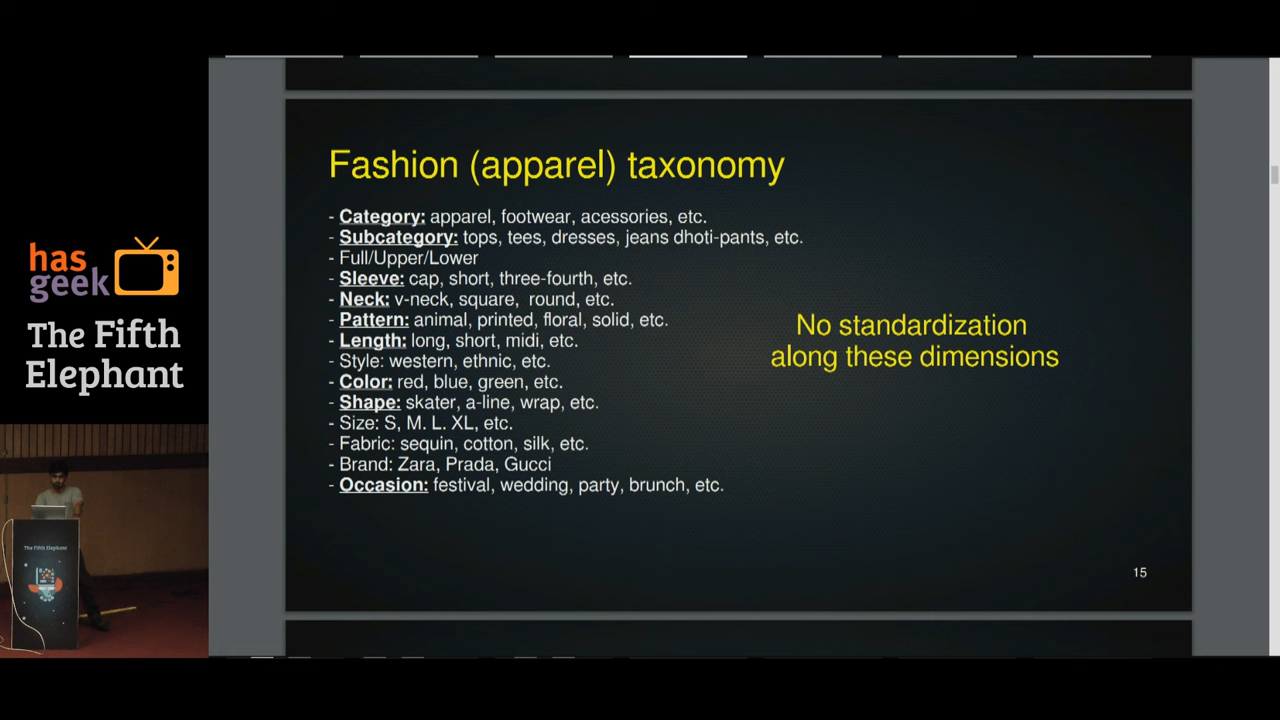 has
geek
The Fifth
Elephant
The Fifth Elephant
Fashion (apparel) taxonomy
- Category: apparel, footwear, acessories, etc.
- Subcategory: tops, tees, dresses, jeans dhoti-pants, etc.
- Full/Upper/Lower
- Sleeve: cap, short, three-fourth, etc.
- Neck: v-neck, square, round, etc.
- Pattern: animal, printed, floral, solid, etc.
- Length: long, short, midi, etc.
- Style: western, ethnic, etc.
- Color: red, blue, green, etc.
- Shape: skater, a-line, wrap, etc.
- Size: S, M. L. XL, etc.
- Fabric: sequin, cotton, silk, etc.
- Brand: Zara, Prada, Gucci
- Occasion: festival, wedding, party, brunch, etc.
No standardization
along these dimensions
15